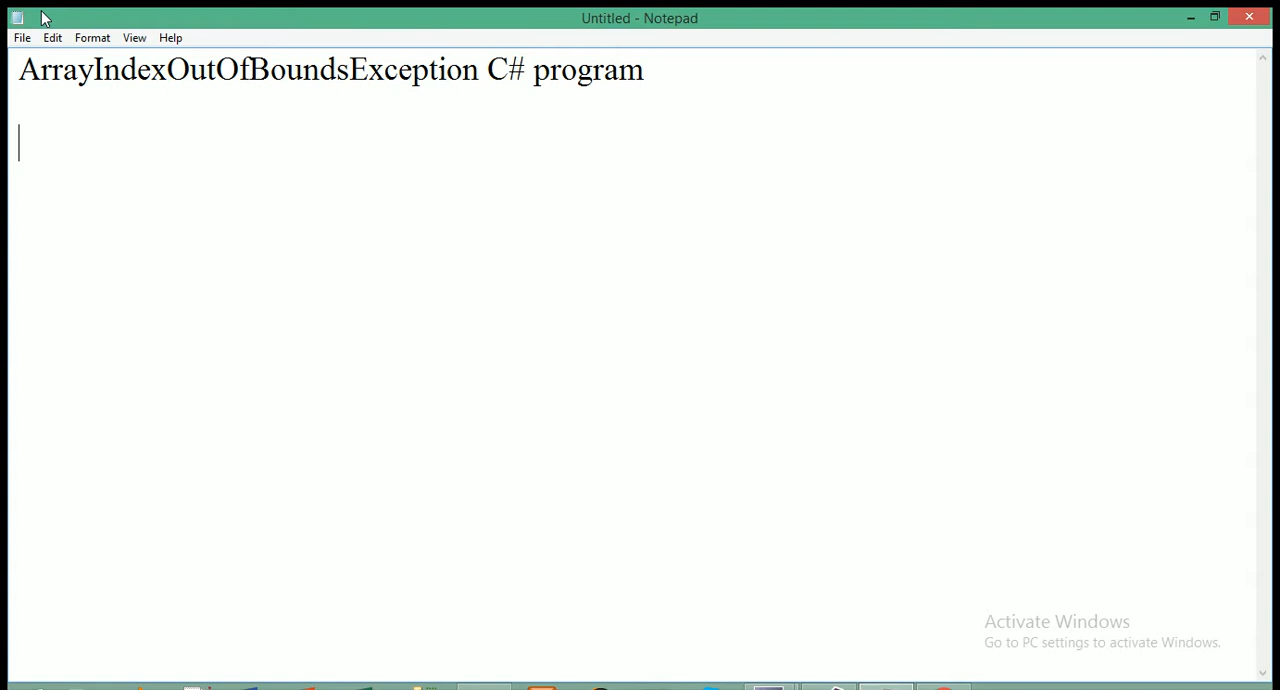 Untitled - Notepad
File Edit Format View Help
ArrayIndexOutOfBoundsException C# program
Activate Windows
Go to PC settings to activate Windows.